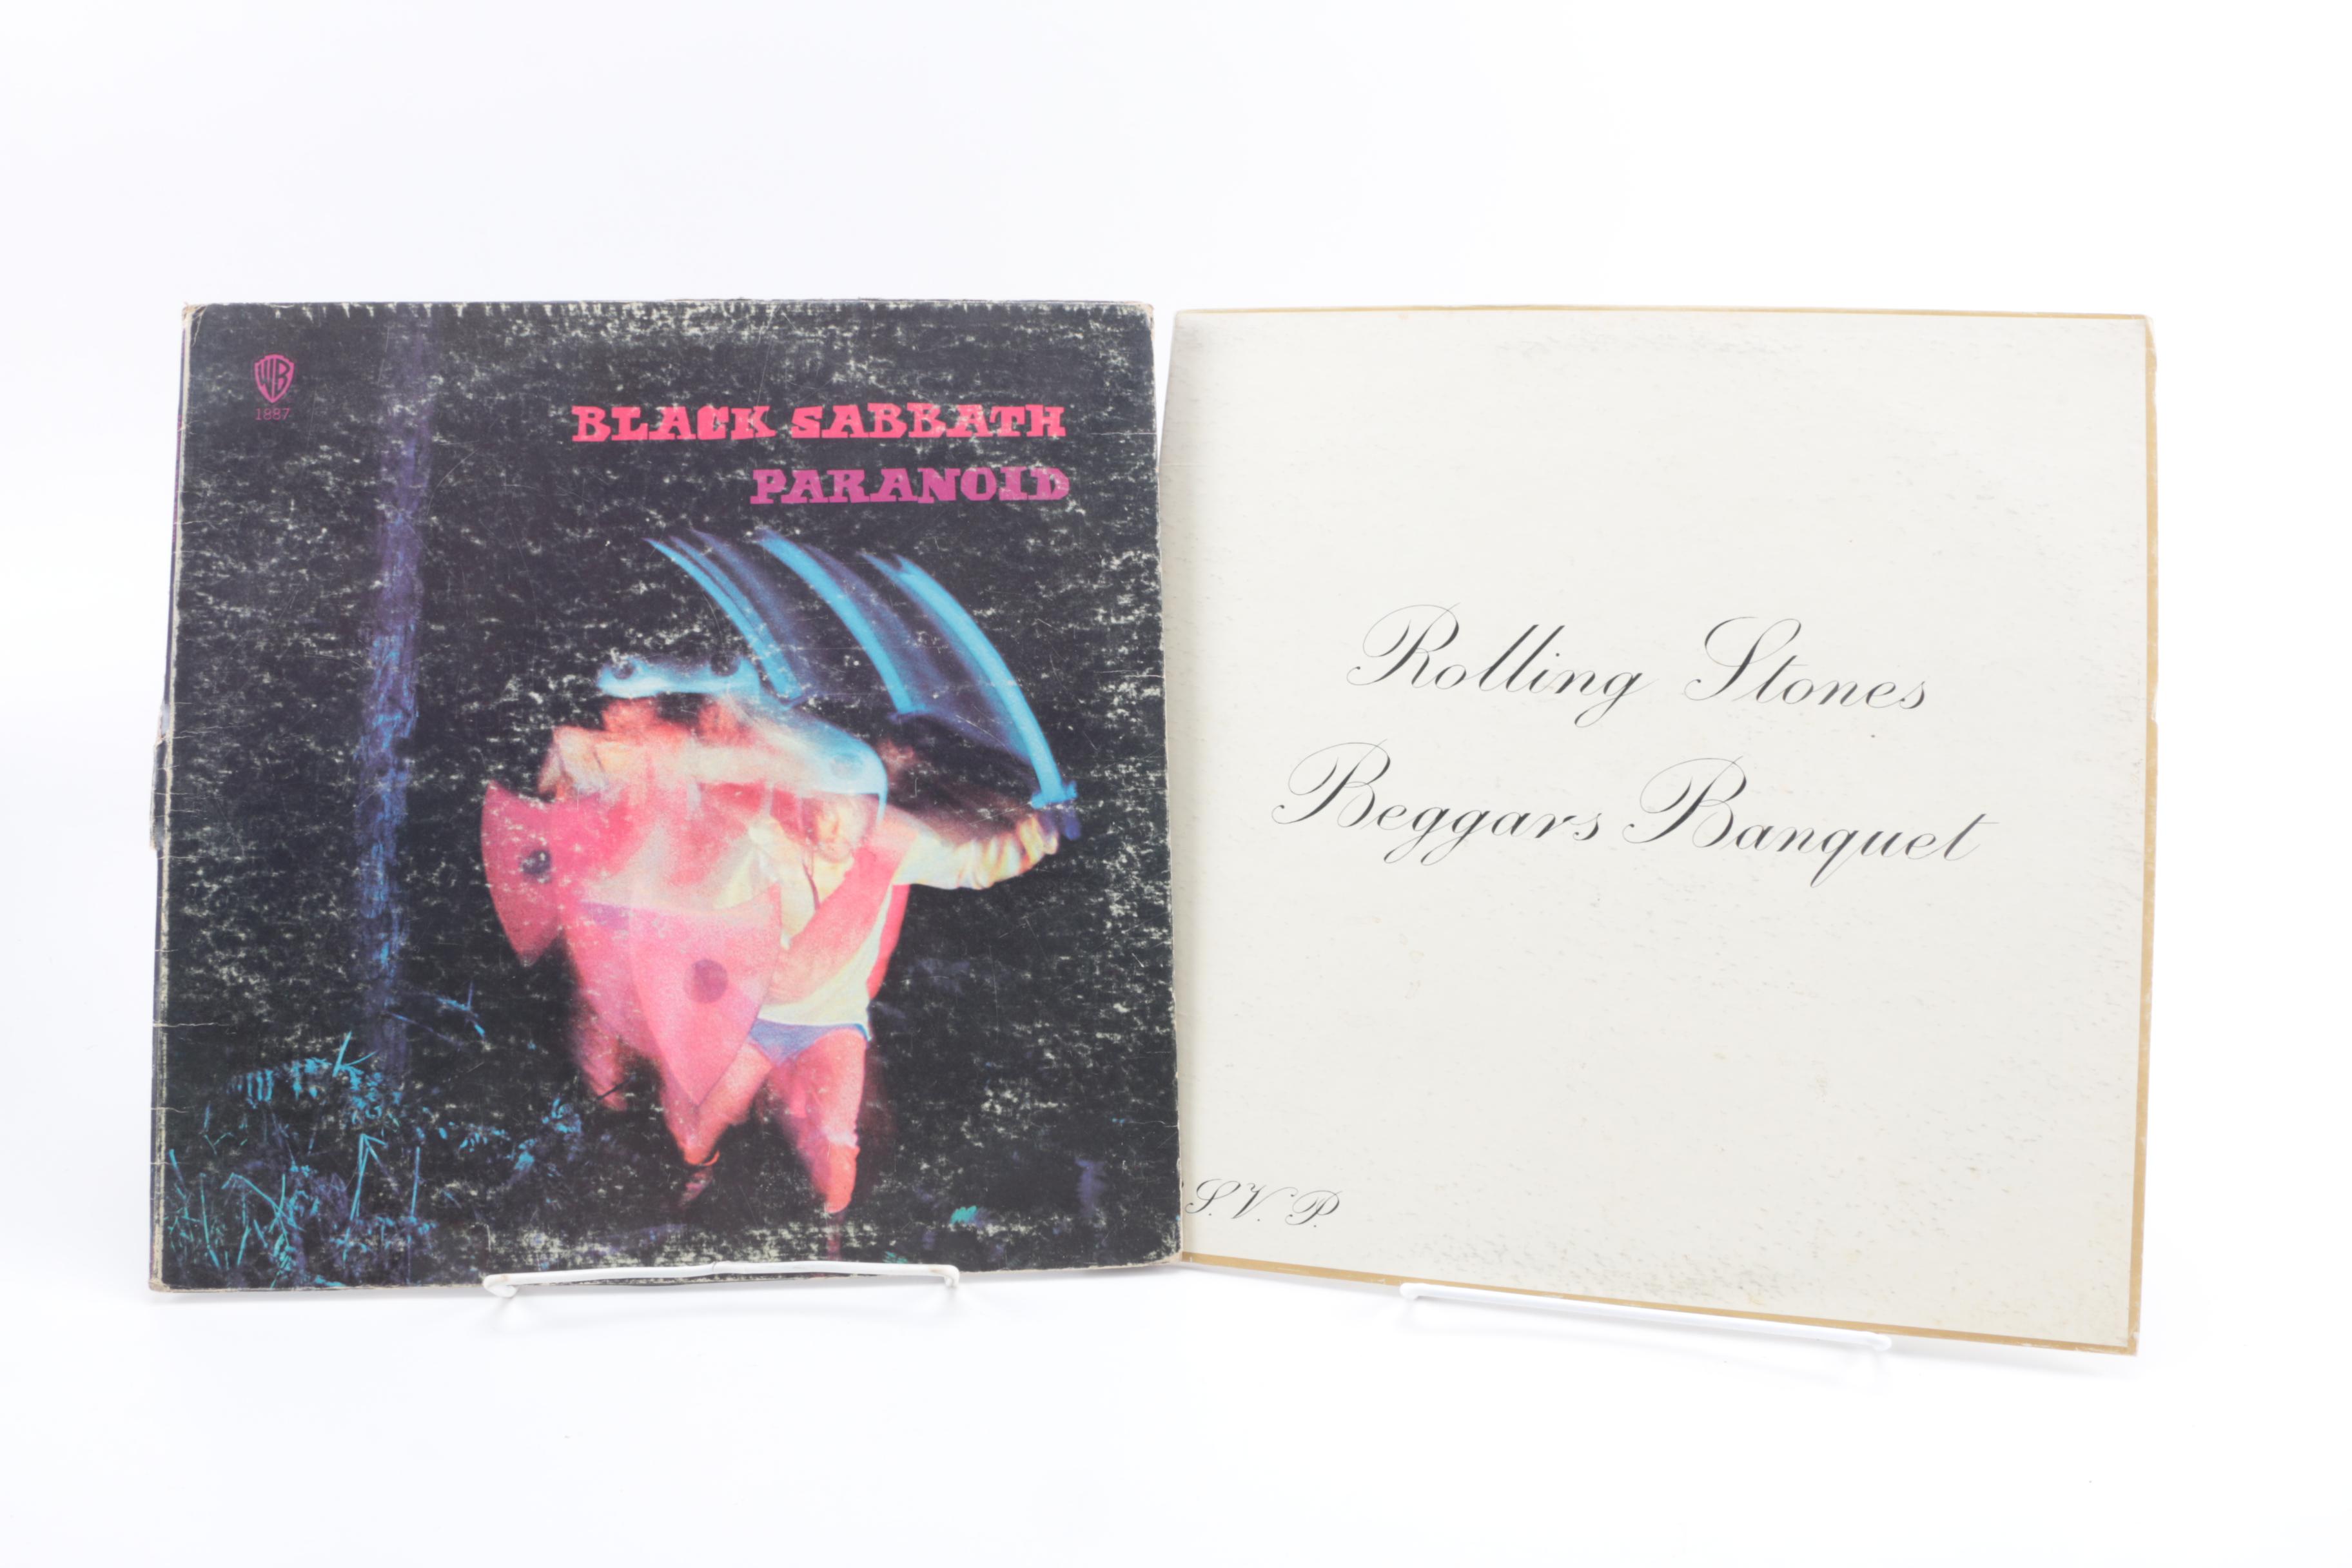 WB
1887
BLACK SABBATH
PARANOID
Rolling Stones
Beggars Banquet
S.V.P.